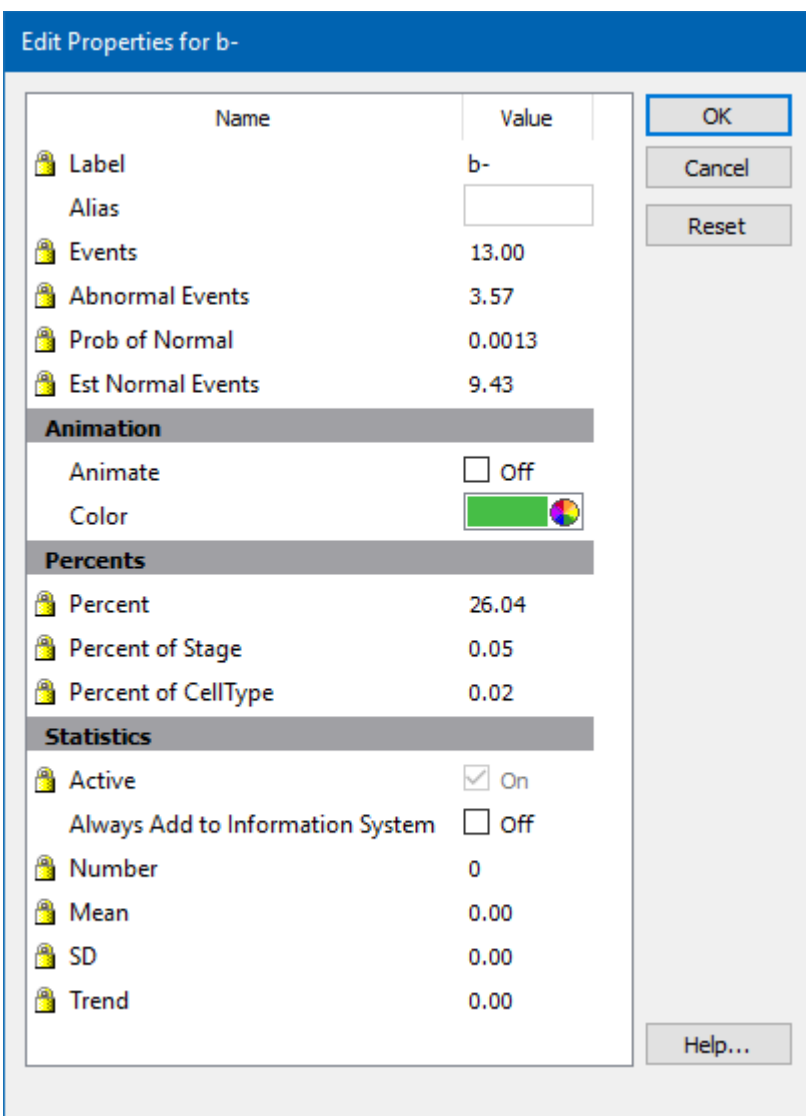 Edit Properties for b-
Name Value OK
Label b- Cancel
Alias
Reset
Events 13.00
Abnormal Events 3.57
Prob of Normal 0.0013
Est Normal Events 9.43
Animation
Animate Off
Color
Percents
Percent 26.04
Percent of Stage 0.05
Percent of CellType 0.02
Statistics
Active On
Always Add to Information System Off
Number 0
Mean 0.00
SD 0.00
Trend 0.00
Help...